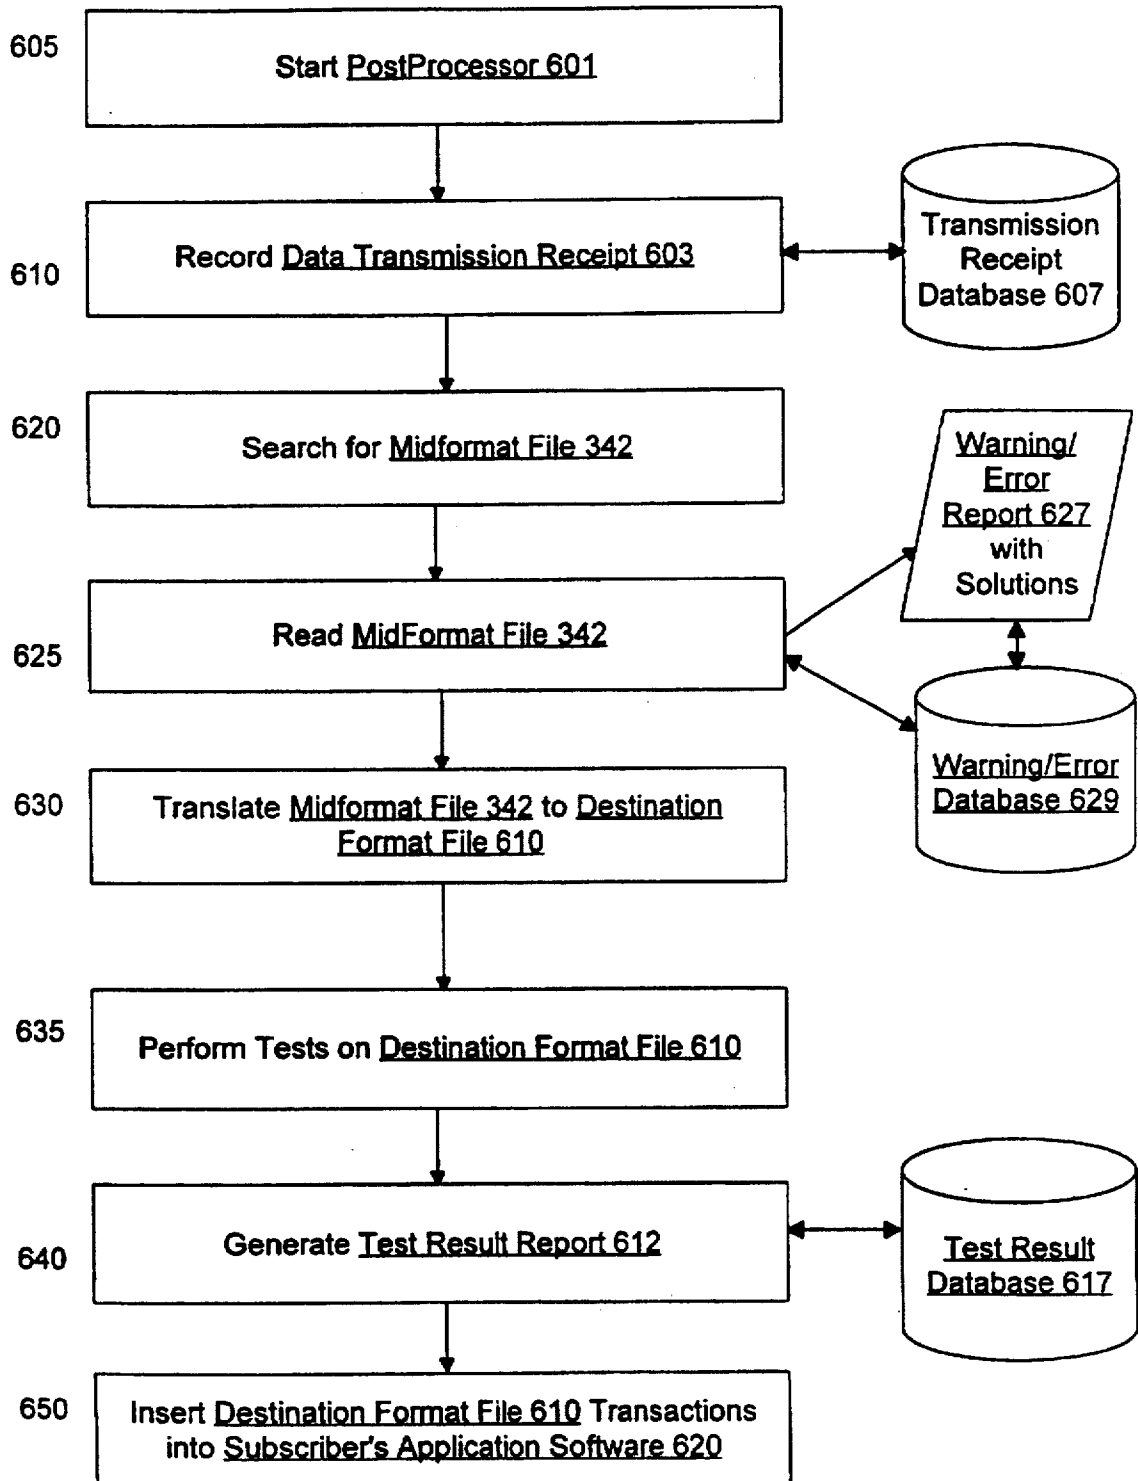 605
Start PostProcessor 601
610
Record Data Transmission Receipt 603
Transmission
Receipt
Database 607
620
Search for Midformat File 342
Warning/
Error
Report 627
with
Solutions
625
Read MidFormat File 342
Warning/Error
Database 629
630
Translate Midformat File 342 to Destination
Format File 610
635
Perform Tests on Destination Format File 610
640
Generate Test Result Report 612
Test Result
Database 617
650
Insert Destination Format File 610 Transactions
into Subscriber's Application Software 620